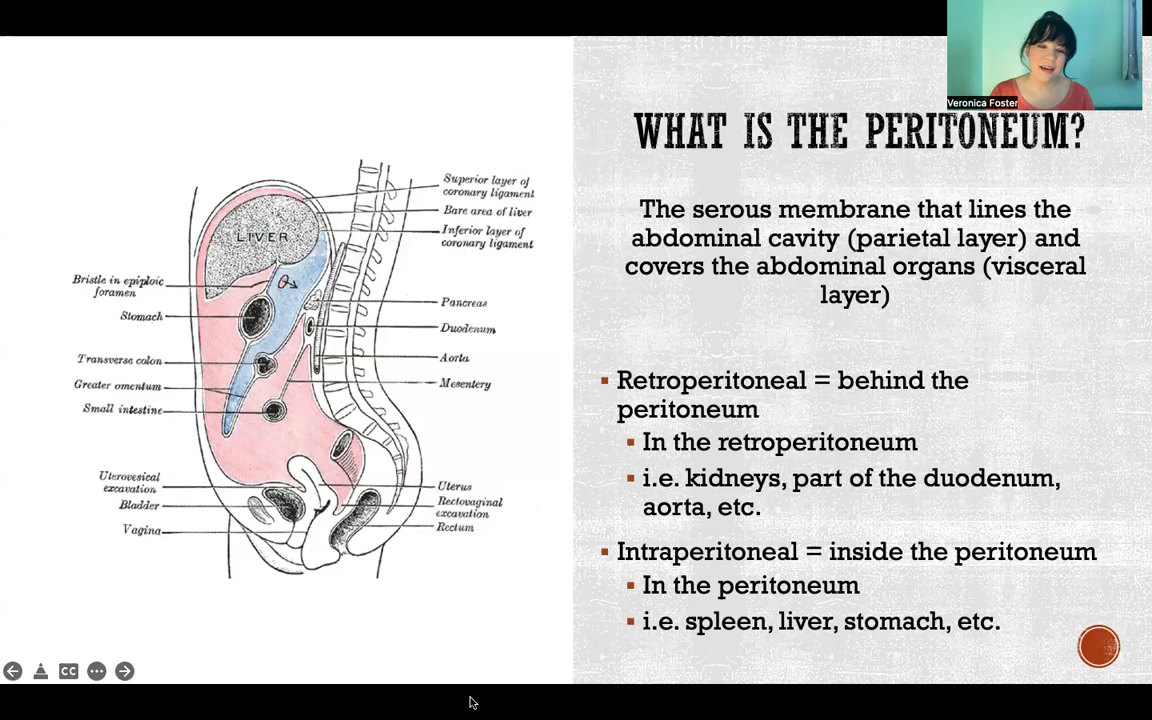 Veronica Foster
WHAT IS THE PERITONEUM?
The serous membrane that lines the
abdominal cavity (parietal layer) and
covers the abdominal organs (visceral
layer)
Retroperitoneal = behind the
peritoneum
In the retroperitoneum
i.e. kidneys, part of the duodenum,
aorta, etc.
Intraperitoneal = inside the peritoneum
In the peritoneum
i.e. spleen, liver, stomach, etc.
Superior layer of
coronary ligament
Bare area of liver
Inferior layer of
coronary ligament
LIVER
Bristle in epiploic
foramen
Stomach
Pancreas
Duodenum
Transverse colon
Aorta
Greater omentum
Mesentery
Small intestine
Uterovesical
excavation
Bladder
Vagina
Uterus
Rectovaginal
excavation
Rectum
CC